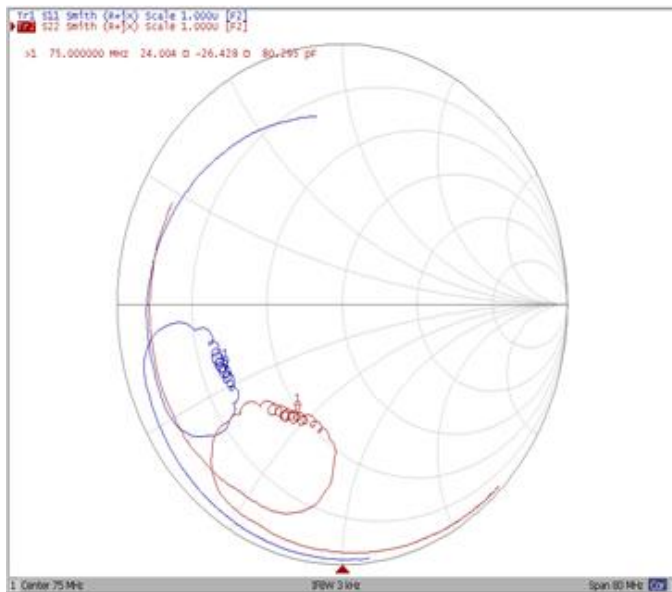 Tr1 S11 Smith (R+jX) Scale 1.000U [F2]
Tr2 S22 Smith (R+jX) Scale 1.000U [F2]
>1 75.000000 MHz 24.004 Ω -26.428 Ω 80.295 pF
1
1 Center 75 MHz IFBW 3 kHz Span 80 MHz Cor